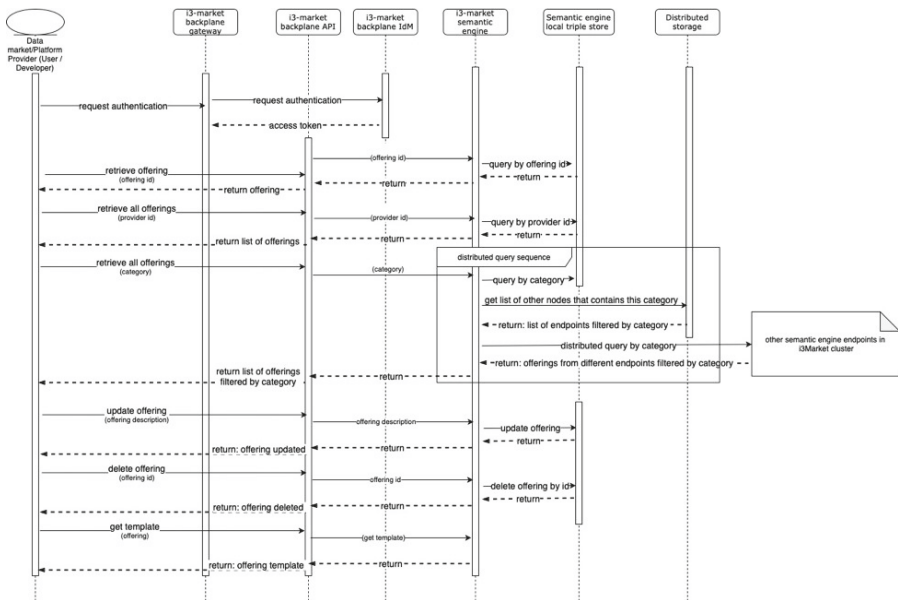 i3-market
backplane
gateway
i3-market
backplane API
i3-market
backplane IdM
i3-market
semantic
engine
Semantic engine
local triple store
Distributed
storage
Data
market/Platform
Provider (User /
Developer)
request authentication
request authentication
access token
(offering id)
query by offering id
retrieve offering
(offering id)
return
return
return offering
retrieve all offerings
(provider id)
(provider id)
query by provider id
return
return
return list of offerings
distributed query sequence
retrieve all offerings
(category)
(category)
query by category
get list of other nodes that contains this category
return: list of endpoints filtered by category
other semantic engine endpoints in
i3Market cluster
distributed query by category
return: offerings from different endpoints filtered by category
return list of offerings
filtered by category
return
update offering
(offering description)
offering description
update offering
return
return: offering updated
return
delete offering
(offering id)
offering id
delete offering by id
return
return: offering deleted
return
get template
(offering)
(get template)
return: offering template
return